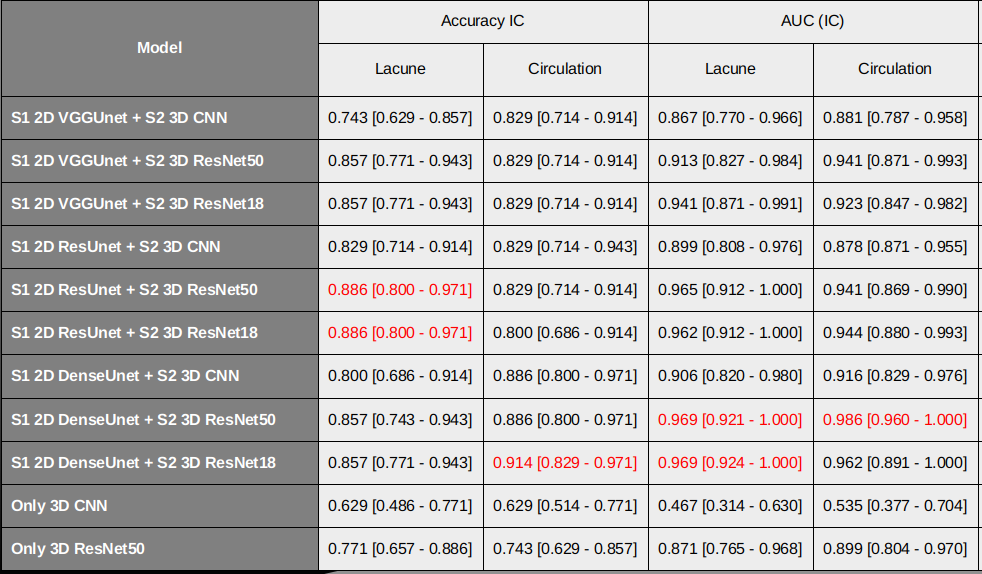 Model Accuracy IC AUC (IC)
Lacune Circulation Lacune Circulation
S1 2D VGGUnet + S2 3D CNN 0.743 [0.629 - 0.857] 0.829 [0.714 - 0.914] 0.867 [0.770 - 0.966] 0.881 [0.787 - 0.958]
S1 2D VGGUnet + S2 3D ResNet50 0.857 [0.771 - 0.943] 0.829 [0.714 - 0.914] 0.913 [0.827 - 0.984] 0.941 [0.871 - 0.993]
S1 2D VGGUnet + S2 3D ResNet18 0.857 [0.771 - 0.943] 0.829 [0.714 - 0.914] 0.941 [0.871 - 0.991] 0.923 [0.847 - 0.982]
S1 2D ResUnet + S2 3D CNN 0.829 [0.714 - 0.914] 0.829 [0.714 - 0.943] 0.899 [0.808 - 0.976] 0.878 [0.871 - 0.955]
S1 2D ResUnet + S2 3D ResNet50 0.886 [0.800 - 0.971] 0.829 [0.714 - 0.914] 0.965 [0.912 - 1.000] 0.941 [0.869 - 0.990]
S1 2D ResUnet + S2 3D ResNet18 0.886 [0.800 - 0.971] 0.800 [0.686 - 0.914] 0.962 [0.912 - 1.000] 0.944 [0.880 - 0.993]
S1 2D DenseUnet + S2 3D CNN 0.800 [0.686 - 0.914] 0.886 [0.800 - 0.971] 0.906 [0.820 - 0.980] 0.916 [0.829 - 0.976]
S1 2D DenseUnet + S2 3D ResNet50 0.857 [0.743 - 0.943] 0.886 [0.800 - 0.971] 0.969 [0.921 - 1.000] 0.986 [0.960 - 1.000]
S1 2D DenseUnet + S2 3D ResNet18 0.857 [0.771 - 0.943] 0.914 [0.829 - 0.971] 0.969 [0.924 - 1.000] 0.962 [0.891 - 1.000]
Only 3D CNN 0.629 [0.486 - 0.771] 0.629 [0.514 - 0.771] 0.467 [0.314 - 0.630] 0.535 [0.377 - 0.704]
Only 3D ResNet50 0.771 [0.657 - 0.886] 0.743 [0.629 - 0.857] 0.871 [0.765 - 0.968] 0.899 [0.804 - 0.970]